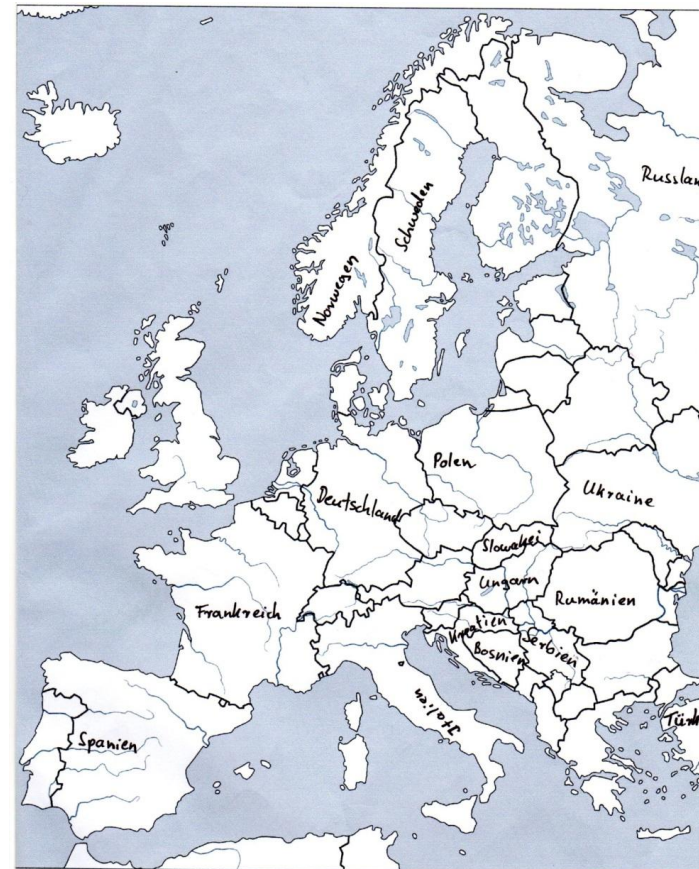 Russlan
Schweden
Norwegen
Polen
Ukraine
Deutschland
Slowakei
Ungarn
Rumänien
Frankreich
Kroatien
Serbien
Bosnien
Italien
Spanien
Türk